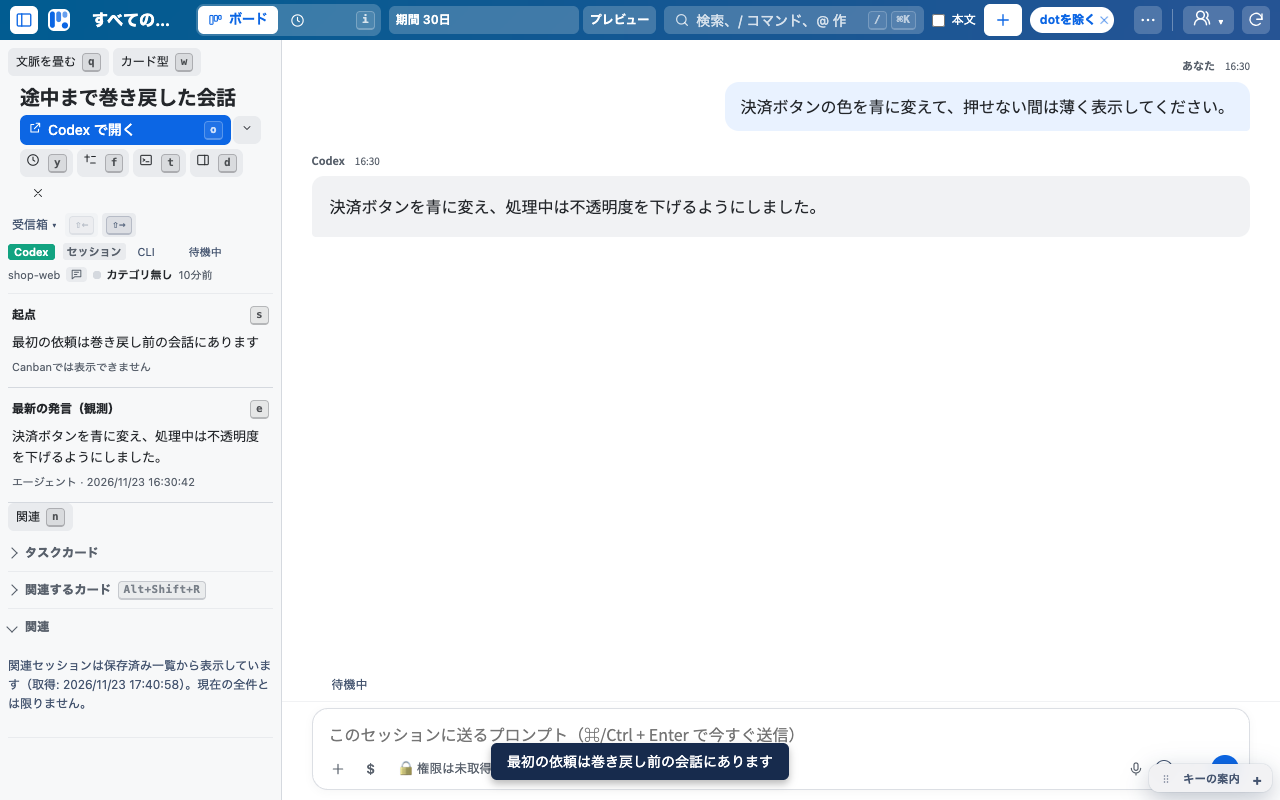 すべての...
ボード
i
期間 30日
プレビュー
検索、/ コマンド、@ 作
/
⌘K
本文
+
dotを除く ×
文脈を畳む q
カード型 w
途中まで巻き戻した会話
Codex で開く o
y
f
t
d
受信箱
⇧←
⇧→
Codex
セッション
CLI
待機中
shop-web
カテゴリ無し
10分前
起点
s
最初の依頼は巻き戻し前の会話にあります
Canbanでは表示できません
最新の発言（観測）
e
決済ボタンを青に変え、処理中は不透明度
を下げるようにしました。
エージェント · 2026/11/23 16:30:42
関連 n
タスクカード
関連するカード Alt+Shift+R
関連
関連セッションは保存済み一覧から表示していま
す（取得: 2026/11/23 17:40:58）。現在の全件と
は限りません。
あなた 16:30
決済ボタンの色を青に変えて、押せない間は薄く表示してください。
Codex 16:30
決済ボタンを青に変え、処理中は不透明度を下げるようにしました。
待機中
このセッションに送るプロンプト（⌘/Ctrl + Enter で今すぐ送信）
$
権限は未取得
最初の依頼は巻き戻し前の会話にあります
キーの案内 +